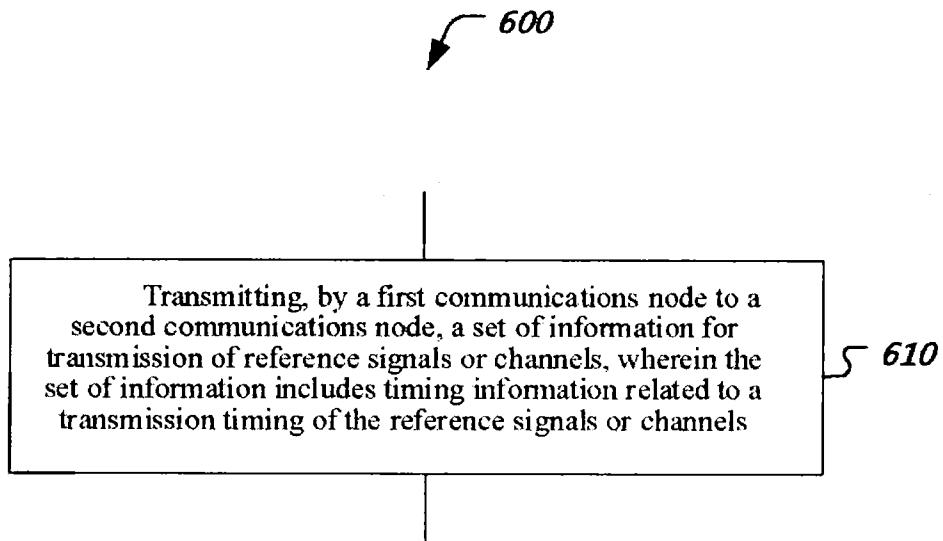 600
Transmitting, by a first communications node to a
second communications node, a set of information for
transmission of reference signals or channels, wherein the
set of information includes timing information related to a
transmission timing of the reference signals or channels
610